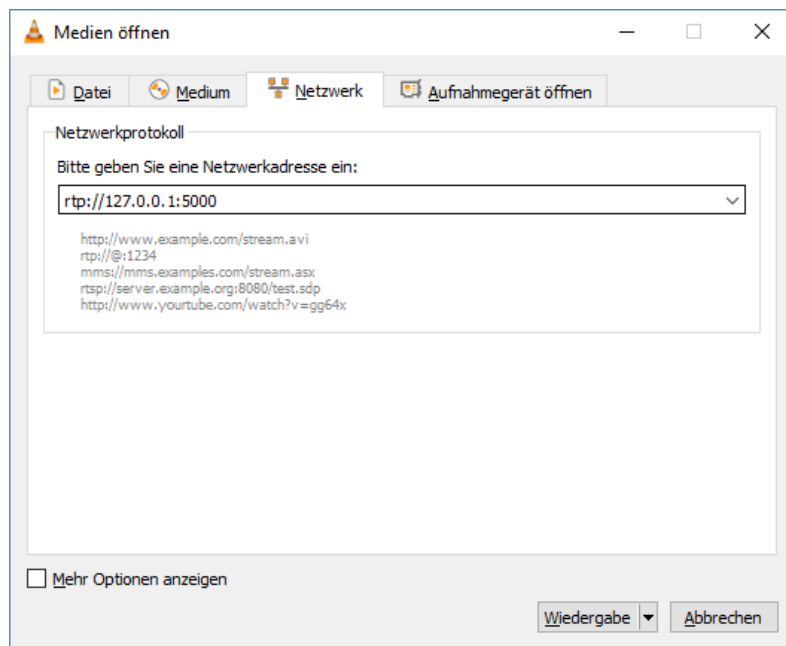 Medien öffnen
Datei Medium Netzwerk Aufnahmegerät öffnen
Netzwerkprotokoll
Bitte geben Sie eine Netzwerkadresse ein:
rtp://127.0.0.1:5000
http://www.example.com/stream.avi
rtp://@:1234
mms://mms.examples.com/stream.asx
rtsp://server.example.org:8080/test.sdp
http://www.yourtube.com/watch?v=gg64x
Mehr Optionen anzeigen
Wiedergabe Abbrechen